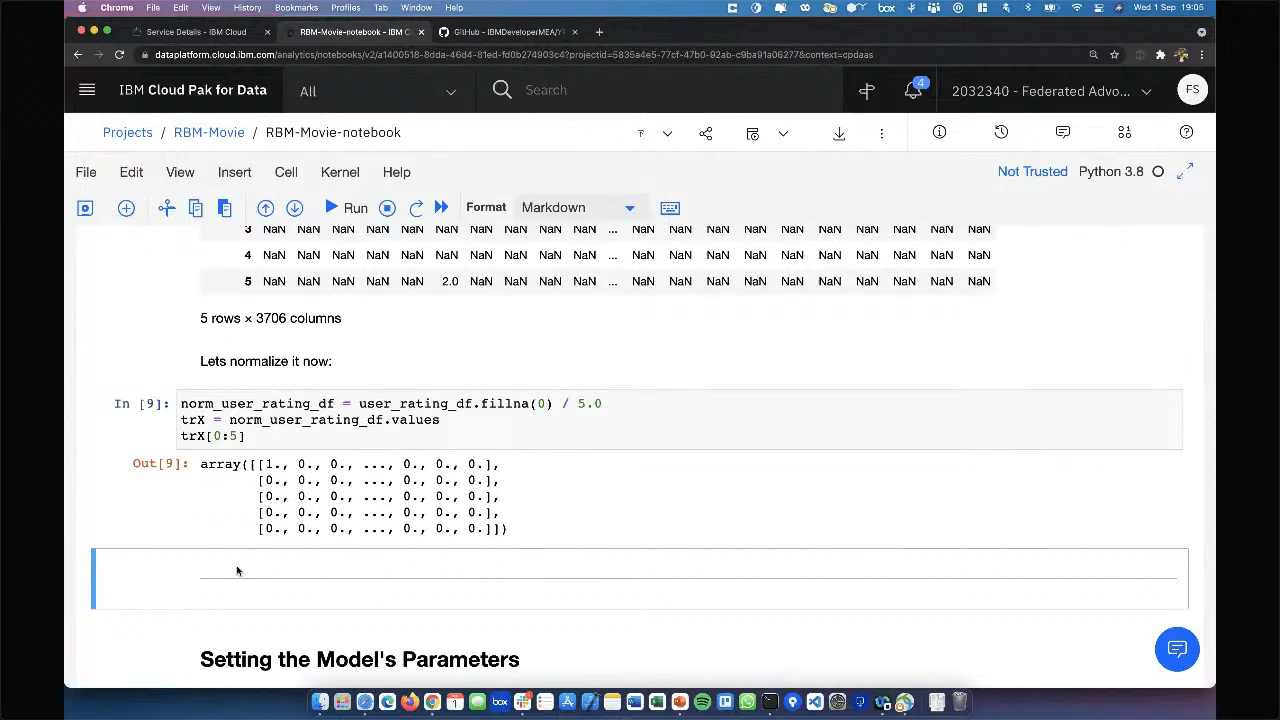 Chrome File Edit View History Bookmarks Profiles Tab Window Help
box
Wed 1 Sep 19:05
Service Details - IBM Cloud
RBM-Movie-notebook - IBM C
GitHub - IBMDeveloperMEA/YF
dataplatform.cloud.ibm.com/analytics/notebooks/v2/a1400518-8dda-46d4-81ed-fd0b274903c4?projectid=5835a4e5-77cf-47b0-92ab-c9ba91a06277&context=cpdaas
IBM Cloud Pak for Data
All
Search
4
2032340 - Federated Advo...
FS
Projects / RBM-Movie / RBM-Movie-notebook
File Edit View Insert Cell Kernel Help
Not Trusted
Python 3.8
Run
Format
Markdown
3 NaN NaN NaN NaN NaN NaN NaN NaN NaN ... NaN NaN NaN NaN NaN NaN NaN NaN NaN NaN
4 NaN NaN NaN NaN NaN NaN NaN NaN NaN ... NaN NaN NaN NaN NaN NaN NaN NaN NaN NaN
5 NaN NaN NaN NaN NaN 2.0 NaN NaN NaN NaN ... NaN NaN NaN NaN NaN NaN NaN NaN NaN NaN
5 rows × 3706 columns
Lets normalize it now:
In [9]: norm_user_rating_df = user_rating_df.fillna(0) / 5.0
trX = norm_user_rating_df.values
trX[0:5]
Out[9]: array([[1., 0., 0., ..., 0., 0., 0.],
[0., 0., 0., ..., 0., 0., 0.],
[0., 0., 0., ..., 0., 0., 0.],
[0., 0., 0., ..., 0., 0., 0.],
[0., 0., 0., ..., 0., 0., 0.]])
Setting the Model's Parameters
1
box